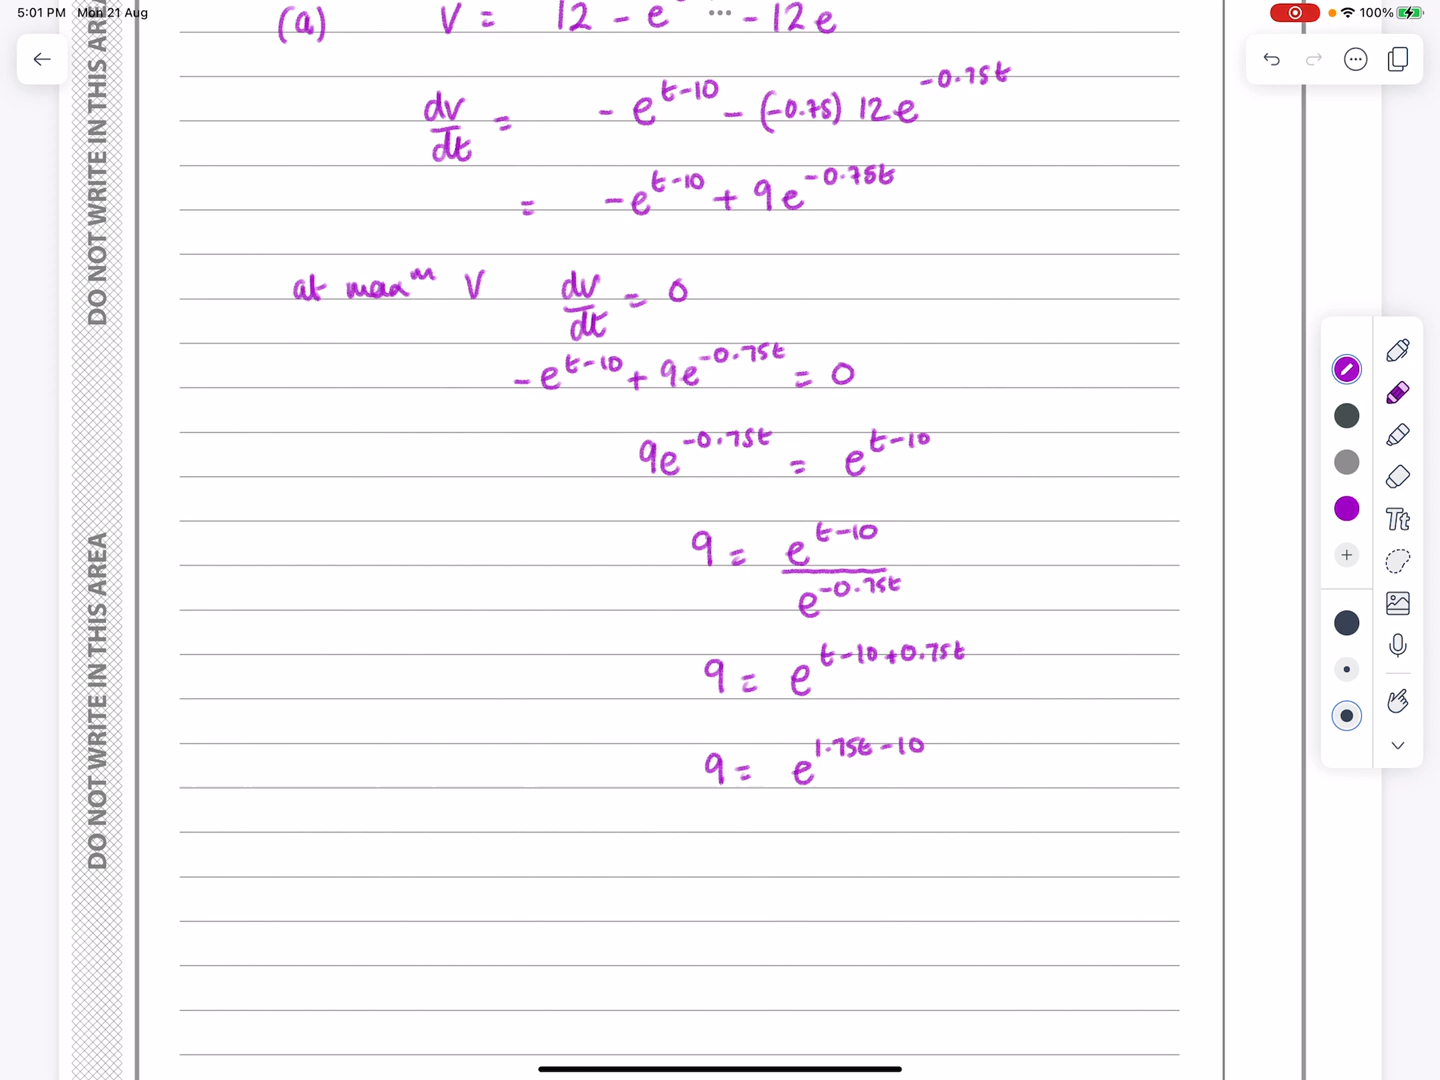 5:01 PM Mon 21 Aug
100%
DO NOT WRITE IN THIS AREA
DO NOT WRITE IN THIS AREA
(a) V = 12 - e - 12e
dv/dt = - e^(t-10) - (-0.75) 12e^(-0.75t)
= -e^(t-10) + 9e^(-0.75t)
at max^m V dv/dt = 0
-e^(t-10) + 9e^(-0.75t) = 0
9e^(-0.75t) = e^(t-10)
9 = e^(t-10) / e^(-0.75t)
9 = e^(t-10+0.75t)
9 = e^(1.75t-10)
Tt